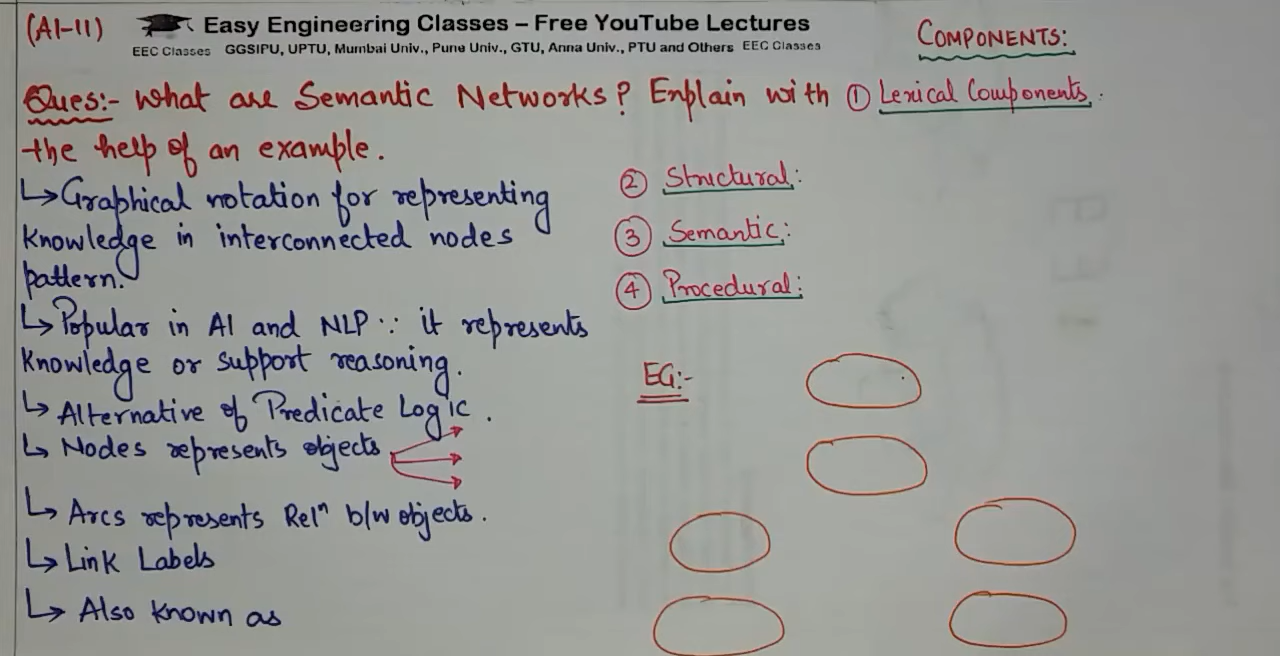 (AI-11)
Easy Engineering Classes – Free YouTube Lectures
EEC Classes GGSIPU, UPTU, Mumbai Univ., Pune Univ., GTU, Anna Univ., PTU and Others EEC Classes
Ques:- What are Semantic Networks? Explain with
the help of an example.
↳ Graphical notation for representing
Knowledge in interconnected nodes
pattern.
↳ Popular in AI and NLP ∵ it represents
Knowledge or support reasoning.
↳ Alternative of Predicate Logic.
↳ Nodes represents objects
↳ Arcs represents Relⁿ b/w objects.
↳ Link Labels
↳ Also Known as
COMPONENTS:
① Lexical Components.
② Structural:
③ Semantic:
④ Procedural:
EG:-